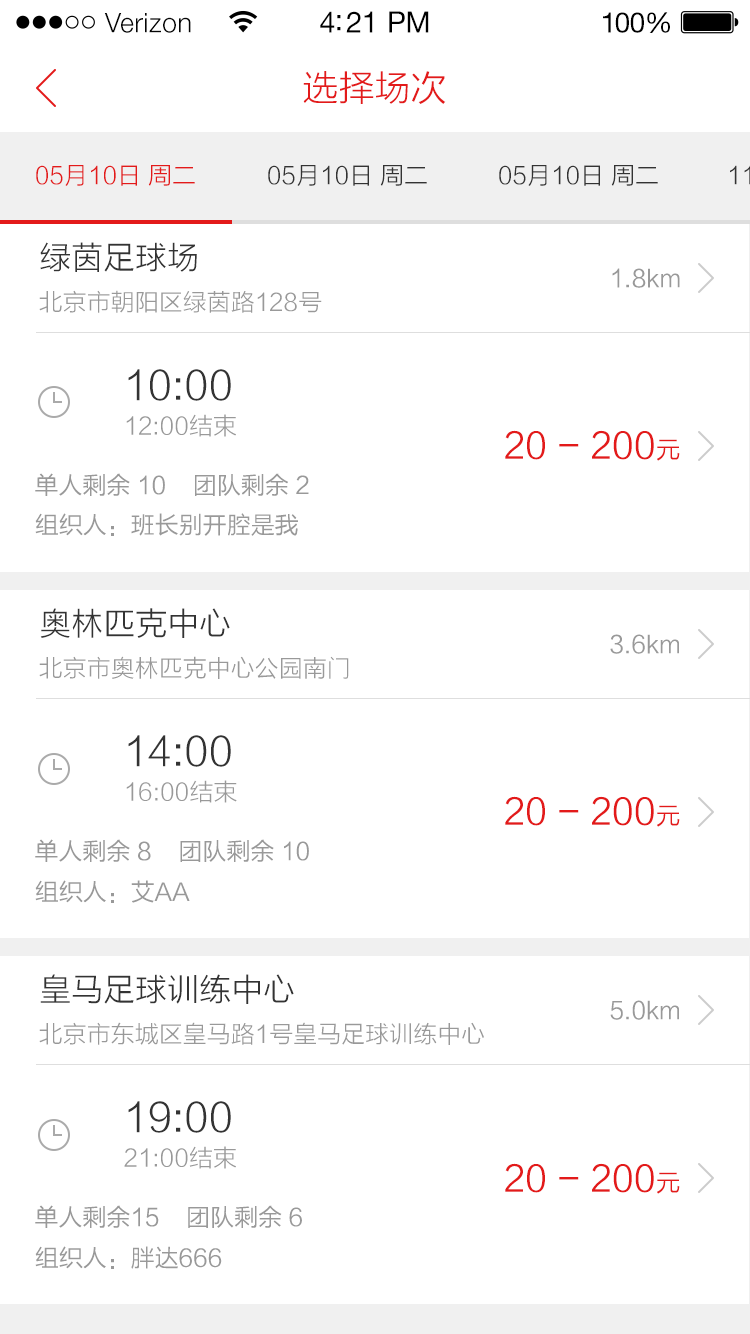 Verizon 4:21 PM 100%
选择场次
05月10日 周二 05月10日 周二 05月10日 周二 11
绿茵足球场
1.8km
北京市朝阳区绿茵路128号
10:00
12:00结束
20 - 200元
单人剩余 10 团队剩余 2
组织人：班长别开腔是我
奥林匹克中心
3.6km
北京市奥林匹克中心公园南门
14:00
16:00结束
20 - 200元
单人剩余 8 团队剩余 10
组织人：艾AA
皇马足球训练中心
5.0km
北京市东城区皇马路1号皇马足球训练中心
19:00
21:00结束
20 - 200元
单人剩余15 团队剩余 6
组织人：胖达666